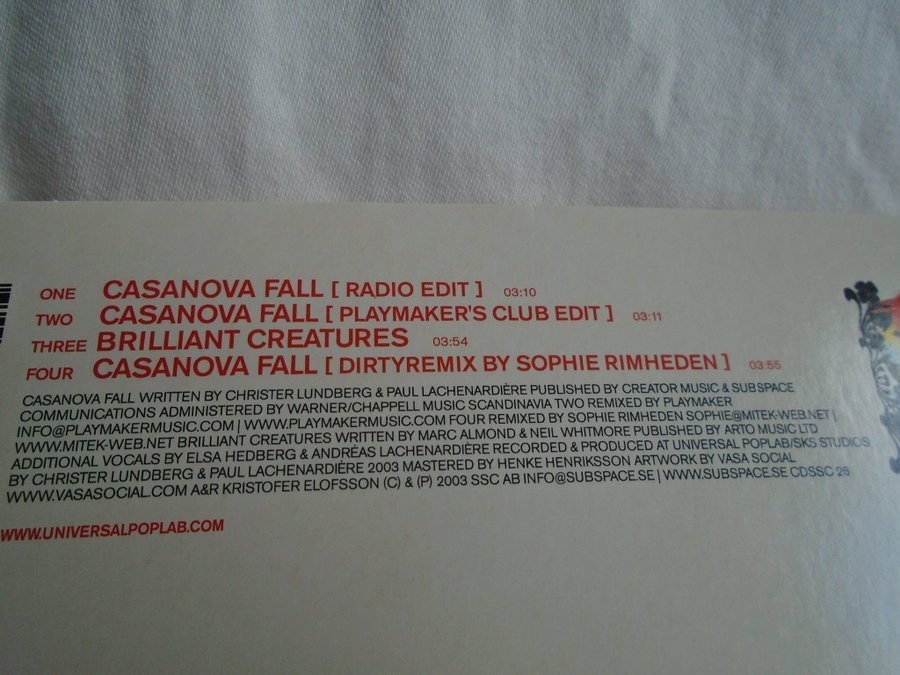 ONE CASANOVA FALL [ RADIO EDIT ] 03:10
TWO CASANOVA FALL [ PLAYMAKER'S CLUB EDIT ] 03:11
THREE BRILLIANT CREATURES 03:54
FOUR CASANOVA FALL [ DIRTYREMIX BY SOPHIE RIMHEDEN ] 03:55
CASANOVA FALL WRITTEN BY CHRISTER LUNDBERG & PAUL LACHENARDIÈRE PUBLISHED BY CREATOR MUSIC & SUBSPACE
COMMUNICATIONS ADMINISTERED BY WARNER/CHAPPELL MUSIC SCANDINAVIA TWO REMIXED BY PLAYMAKER
INFO@PLAYMAKERMUSIC.COM | WWW.PLAYMAKERMUSIC.COM FOUR REMIXED BY SOPHIE RIMHEDEN SOPHIE@MITEK-WEB.NET |
WWW.MITEK-WEB.NET BRILLIANT CREATURES WRITTEN BY MARC ALMOND & NEIL WHITMORE PUBLISHED BY ARTO MUSIC LTD
ADDITIONAL VOCALS BY ELSA HEDBERG & ANDRÉAS LACHENARDIÈRE RECORDED & PRODUCED AT UNIVERSAL POPLAB/SKS STUDIOS
BY CHRISTER LUNDBERG & PAUL LACHENARDIÈRE 2003 MASTERED BY HENKE HENRIKSSON ARTWORK BY VASA SOCIAL
WWW.VASASOCIAL.COM A&R KRISTOFER ELOFSSON (C) & (P) 2003 SSC AB INFO@SUBSPACE.SE | WWW.SUBSPACE.SE CDSSC 26
WWW.UNIVERSALPOPLAB.COM